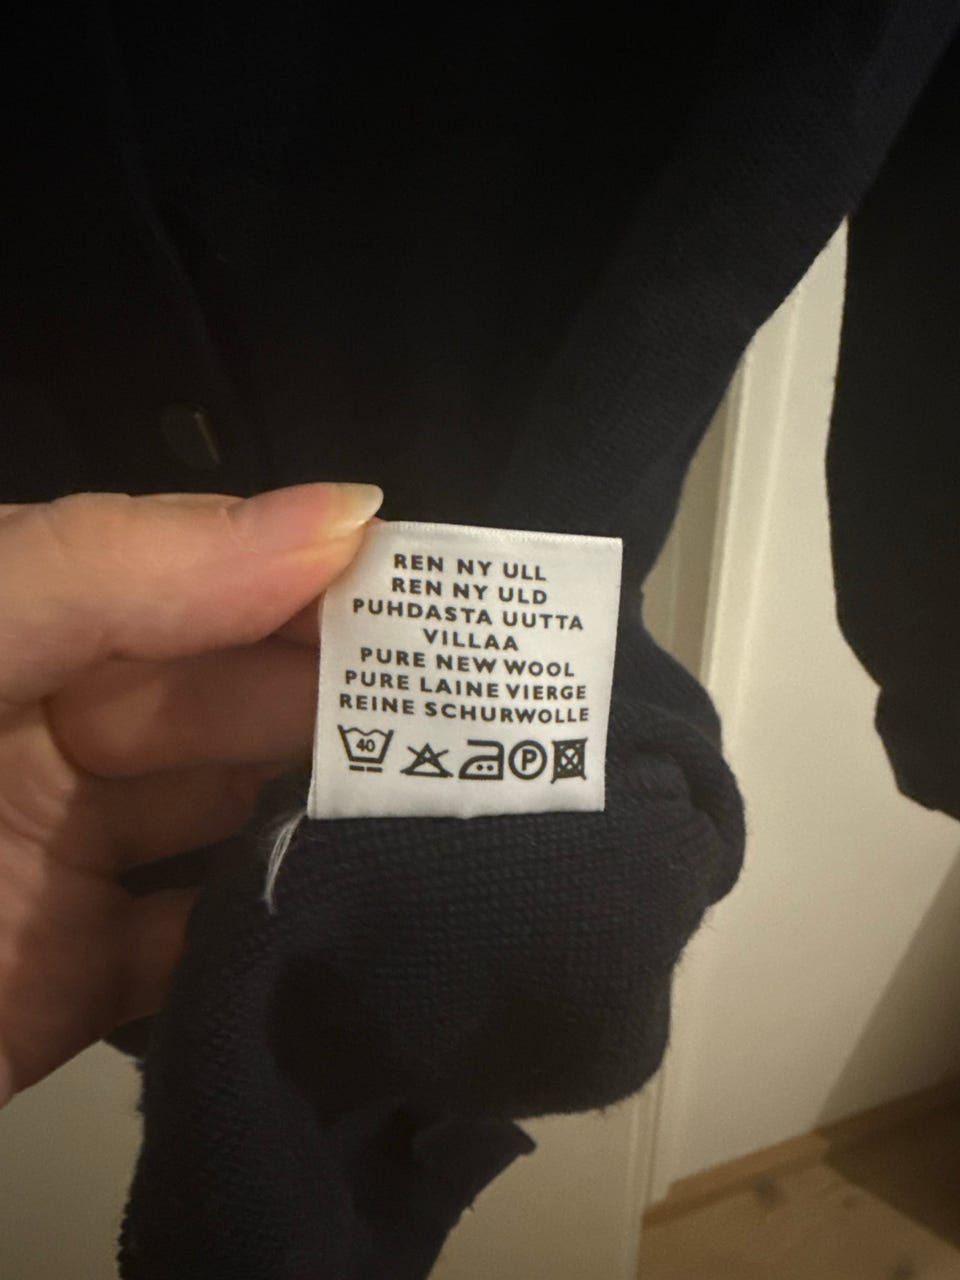 REN NY ULL
REN NY ULD
PUHDASTA UUTTA
VILLAA
PURE NEW WOOL
PURE LAINE VIERGE
REINE SCHURWOLLE
40 P